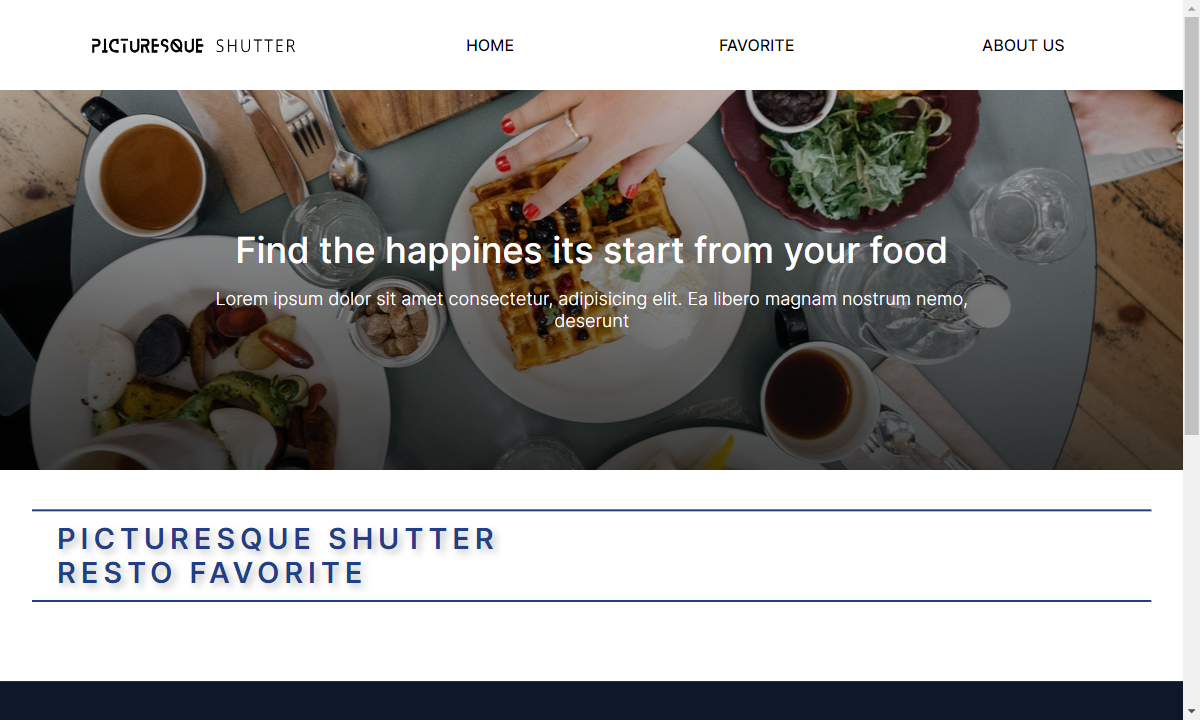 PICTURESQUE SHUTTER
HOME
FAVORITE
ABOUT US
Find the happines its start from your food
Lorem ipsum dolor sit amet consectetur, adipisicing elit. Ea libero magnam nostrum nemo,
deserunt
PICTURESQUE SHUTTER
RESTO FAVORITE